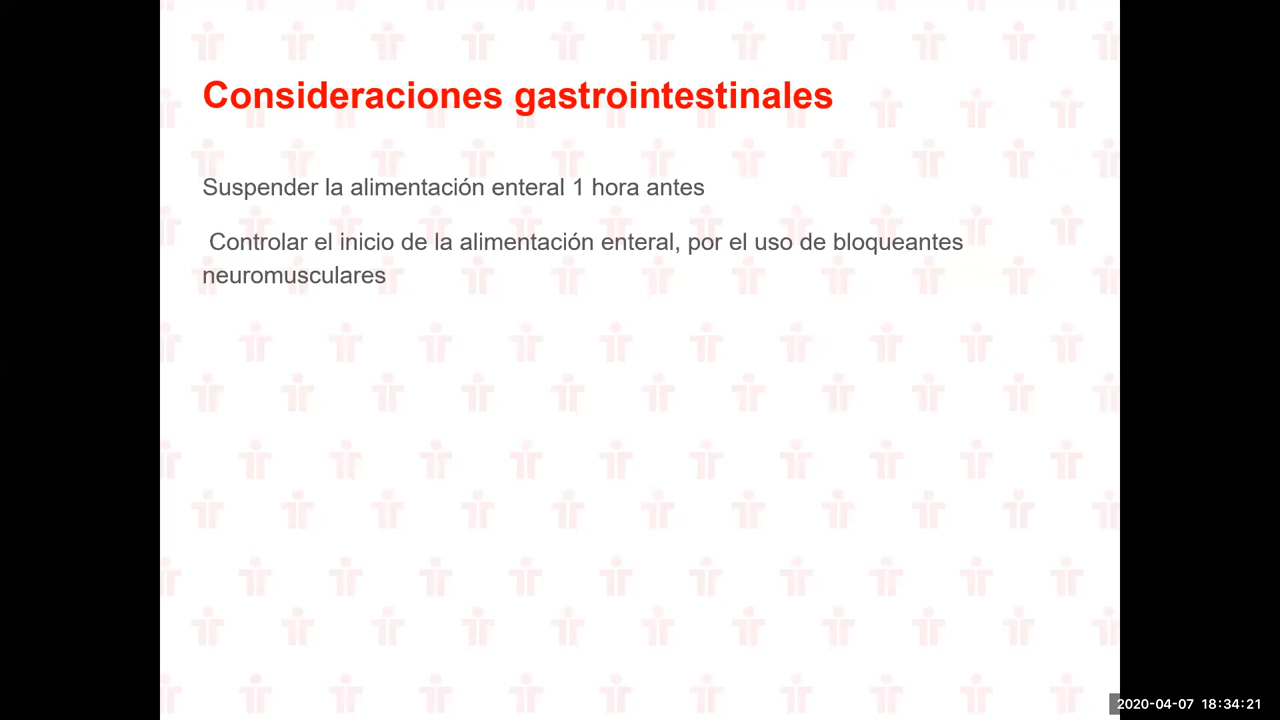 Consideraciones gastrointestinales
Suspender la alimentación enteral 1 hora antes
Controlar el inicio de la alimentación enteral, por el uso de bloqueantes
neuromusculares
2020-04-07 18:34:21